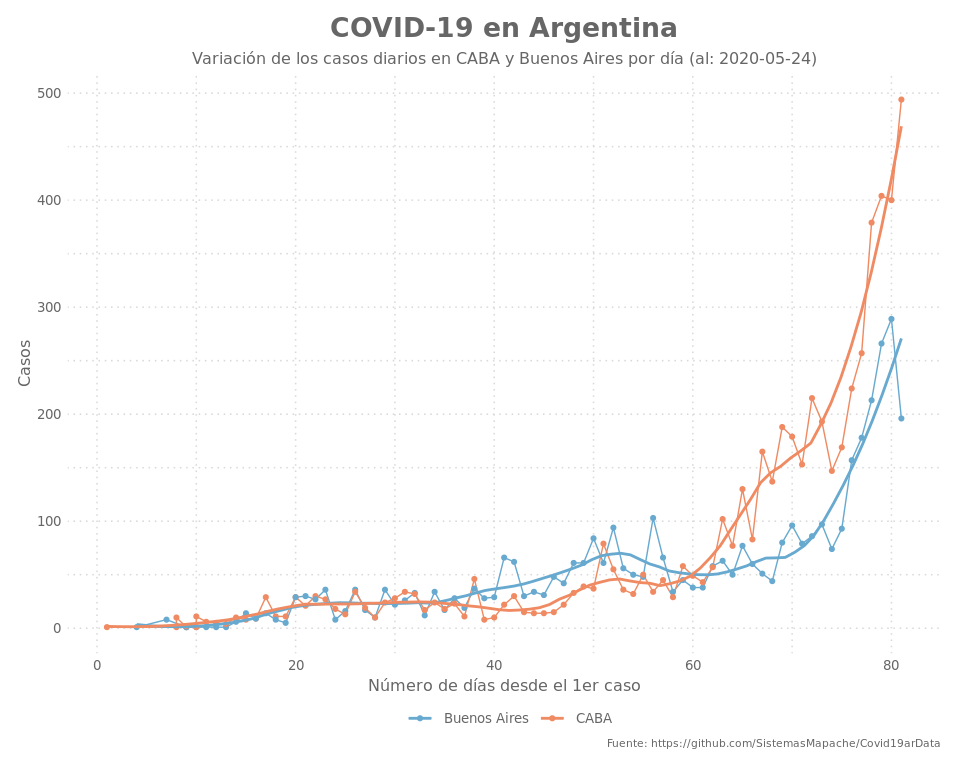 COVID-19 en Argentina
Variación de los casos diarios en CABA y Buenos Aires por día (al: 2020-05-24)
500
400
300
200
100
0
Casos
0 20 40 60 80
Número de días desde el 1er caso
Buenos Aires CABA
Fuente: https://github.com/SistemasMapache/Covid19arData